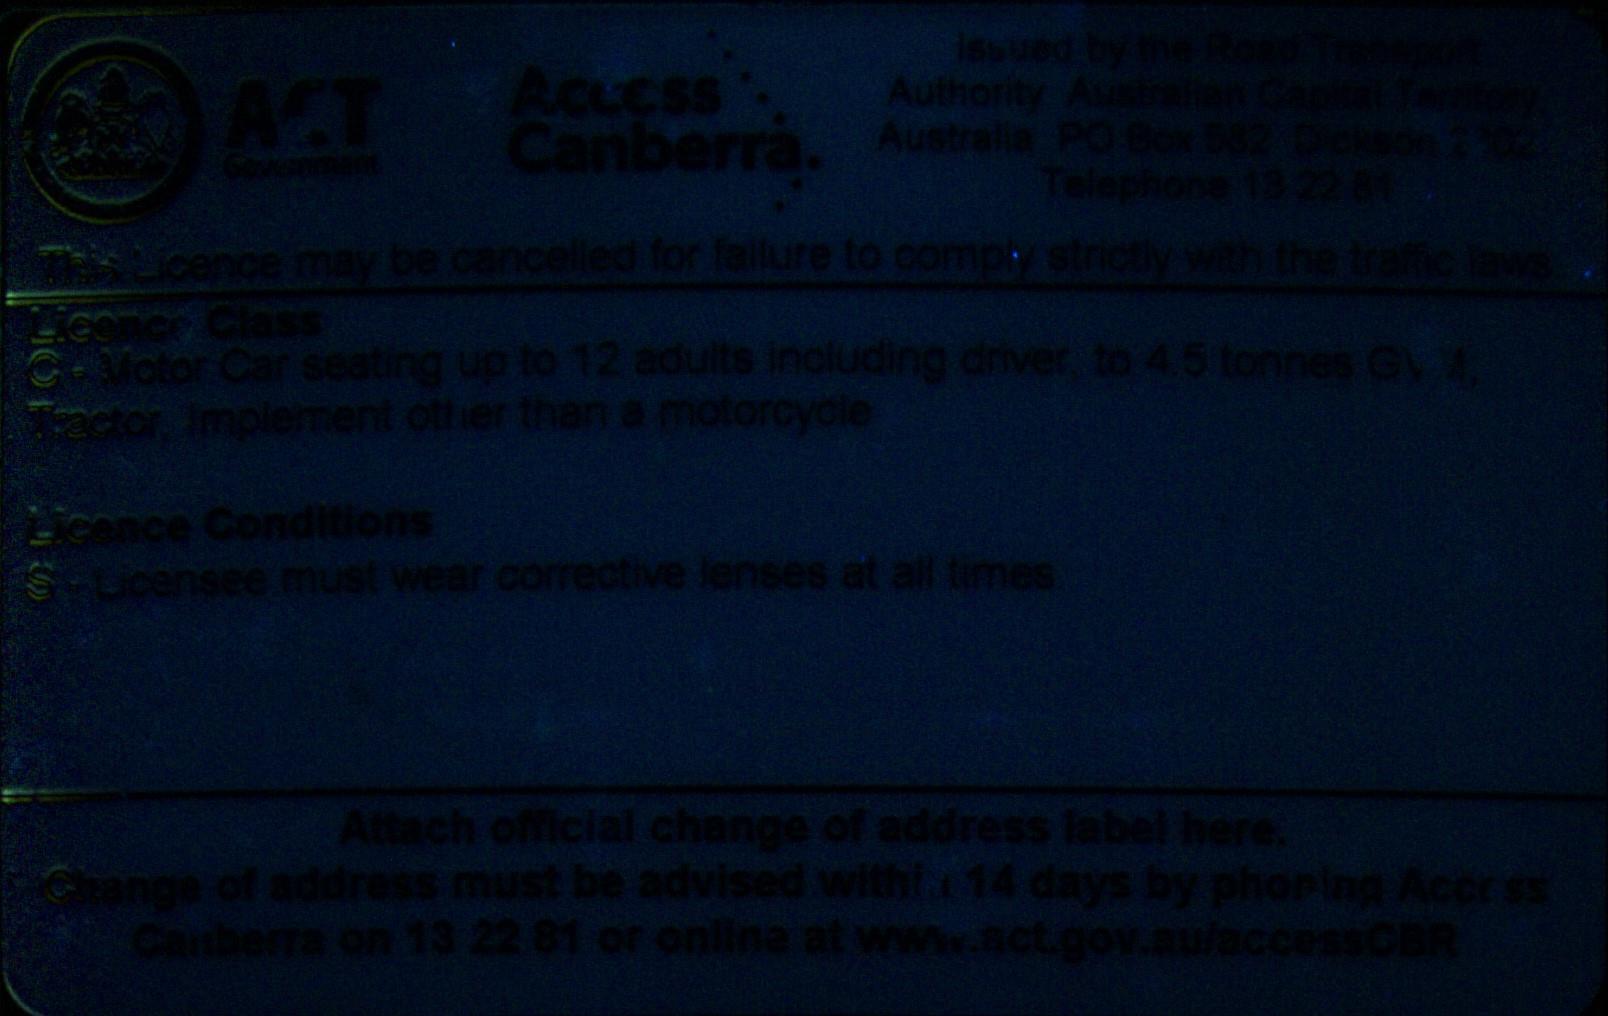 ACT
Government
Access
Canberra.
Issued by the Road Transport
Authority Australian Capital Territory,
Australia PO Box 582 Dickson 2602
Telephone 13 22 81
This Licence may be cancelled for failure to comply strictly with the traffic laws
Licence Class
C - Motor Car seating up to 12 adults including driver, to 4.5 tonnes GVM,
Tractor, Implement other than a motorcycle
Licence Conditions
S - Licensee must wear corrective lenses at all times
Attach official change of address label here.
Change of address must be advised within 14 days by phoning Access
Canberra on 13 22 81 or online at www.act.gov.au/accessCBR